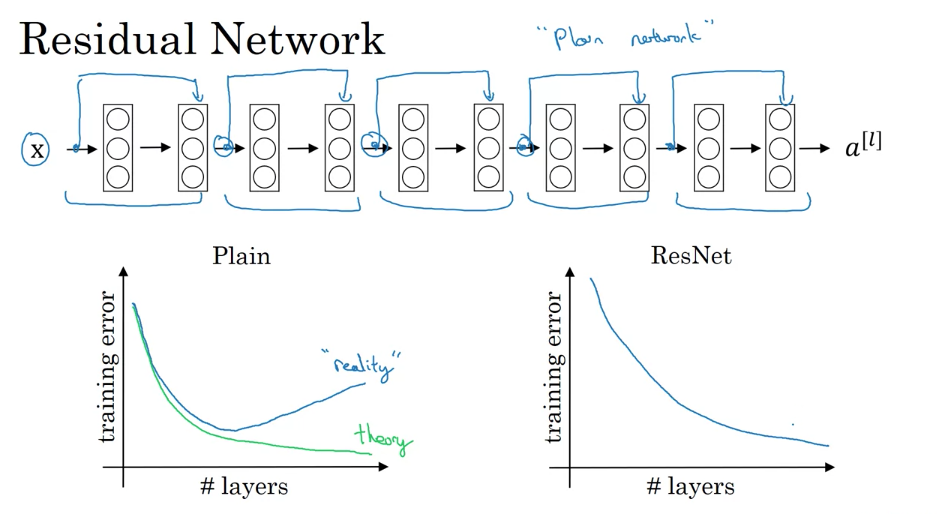 Residual Network
"Plain network"
x
a[l]
Plain
training error
"reality"
theory
# layers
ResNet
training error
# layers